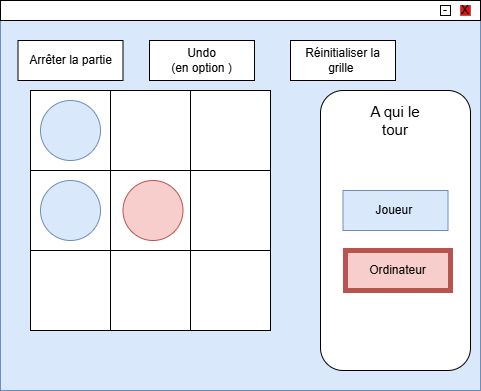 - X
Arrêter la partie
Undo
(en option )
Réinitialiser la
grille
A qui le
tour
Joueur
Ordinateur